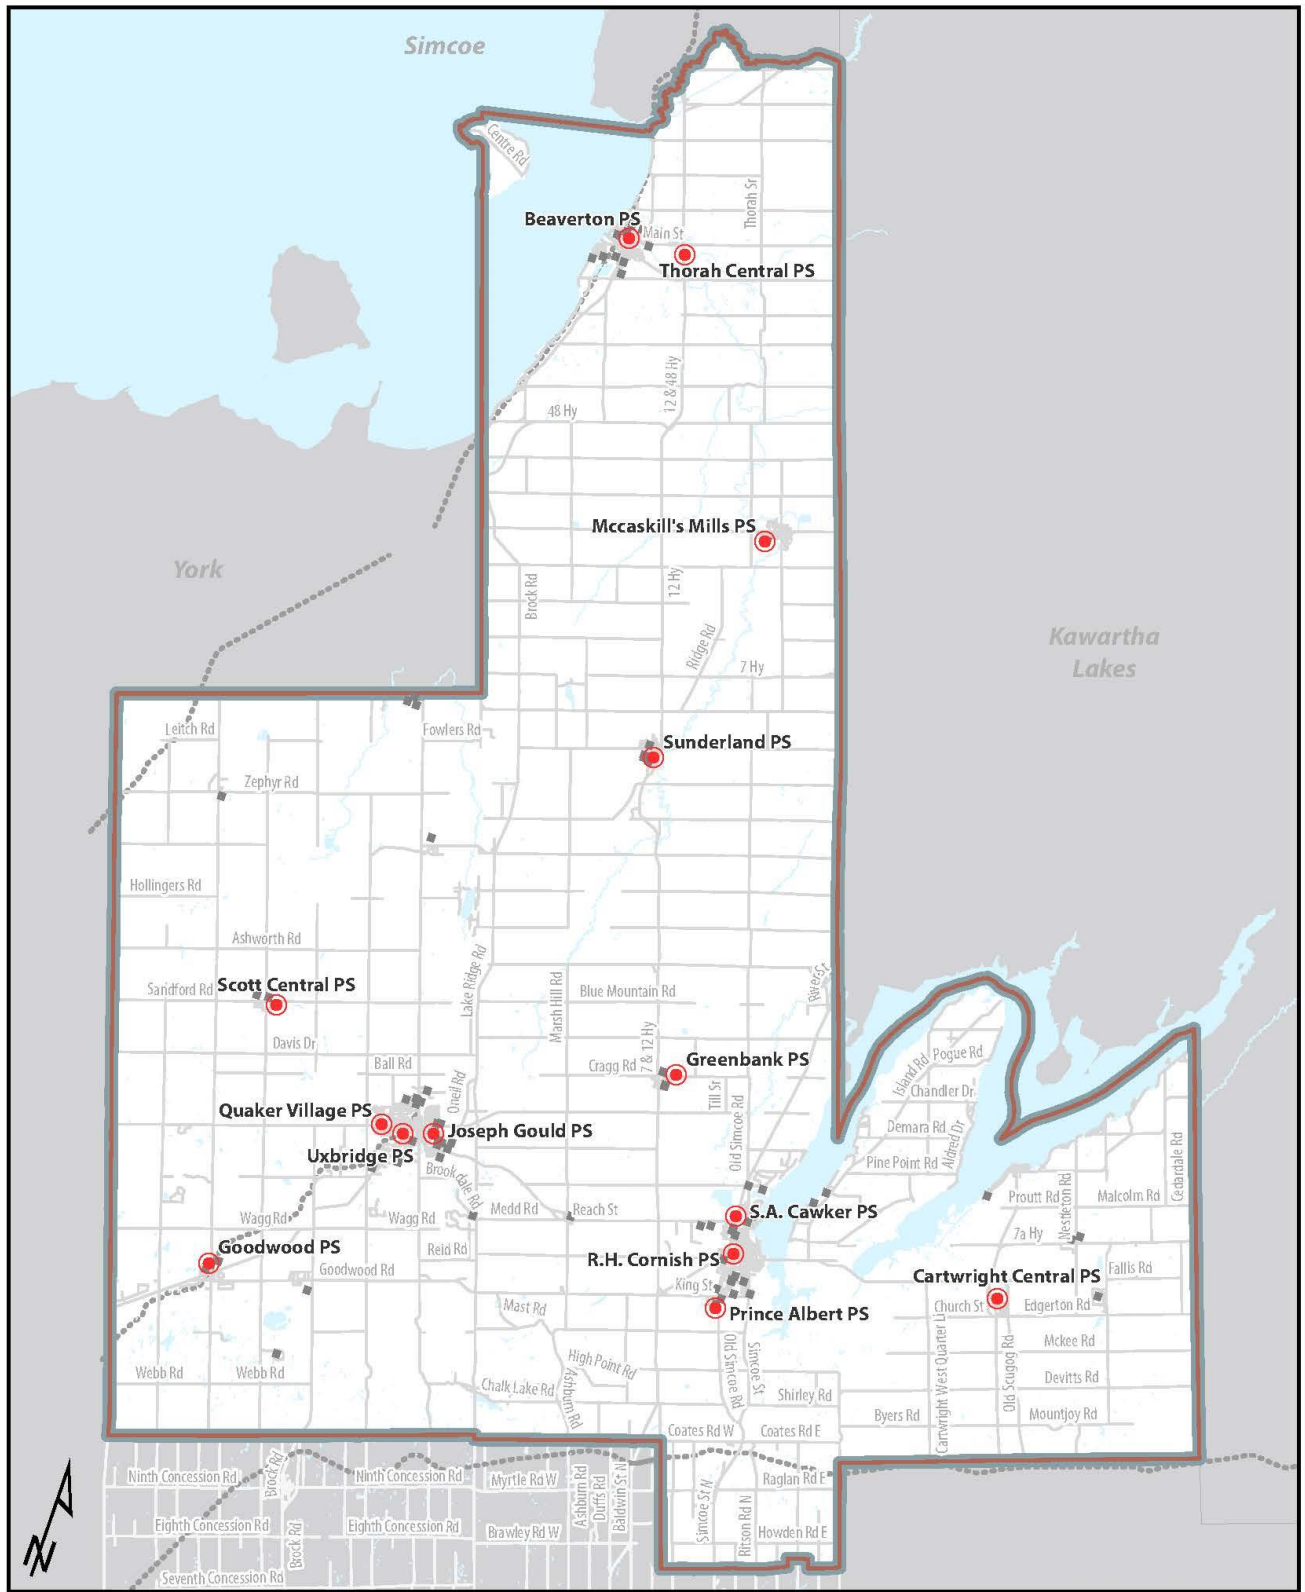 Simcoe
Centre Rd
Thorah Sr
Beaverton PS
Main St
Thorah Central PS
12 & 48 Hy
48 Hy
Mccaskill's Mills PS
York
Brock Rd
12 Hy
Ridge Rd
7 Hy
Kawartha
Lakes
Leitch Rd
Fowlers Rd
Sunderland PS
Zephyr Rd
Hollingers Rd
Ashworth Rd
Lake Ridge Rd
Scott Central PS
Sandford Rd
Marsh Hill Rd
Blue Mountain Rd
River St
Davis Dr
7 & 12 Hy
Ball Rd
Cragg Rd
Greenbank PS
Island Rd
Pogue Rd
Chandler Dr
Oneil Rd
Till Sr
Old Simcoe Rd
Quaker Village PS
Joseph Gould PS
Demara Rd
Aldred Dr
Uxbridge PS
Pine Point Rd
Brookdale Rd
Cedardale Rd
Wagg Rd
Wagg Rd
Medd Rd
Reach St
S.A. Cawker PS
Proutt Rd
Nestleton Rd
Malcolm Rd
7a Hy
Goodwood PS
Reid Rd
R.H. Cornish PS
Goodwood Rd
Cartwright Central PS
Fallis Rd
King St
Mast Rd
Prince Albert PS
Church St
Edgerton Rd
Mckee Rd
Webb Rd
Webb Rd
High Point Rd
Old Simcoe Rd
Simcoe St
Cartwright West Quarter Lin
Old Scugog Rd
Devitts Rd
Chalk Lake Rd
Ashburn Rd
Shirley Rd
Byers Rd
Mountjoy Rd
Coates Rd W
Coates Rd E
Ninth Concession Rd
Brock Rd
Ninth Concession Rd
Myrtle Rd W
Ashburn Rd
Duffs Rd
Baldwin St N
Simcoe St N
Raglan Rd E
Ritson Rd N
Eighth Concession Rd
Brock Rd
Eighth Concession Rd
Brawley Rd W
Howden Rd E
Seventh Concession Rd
N